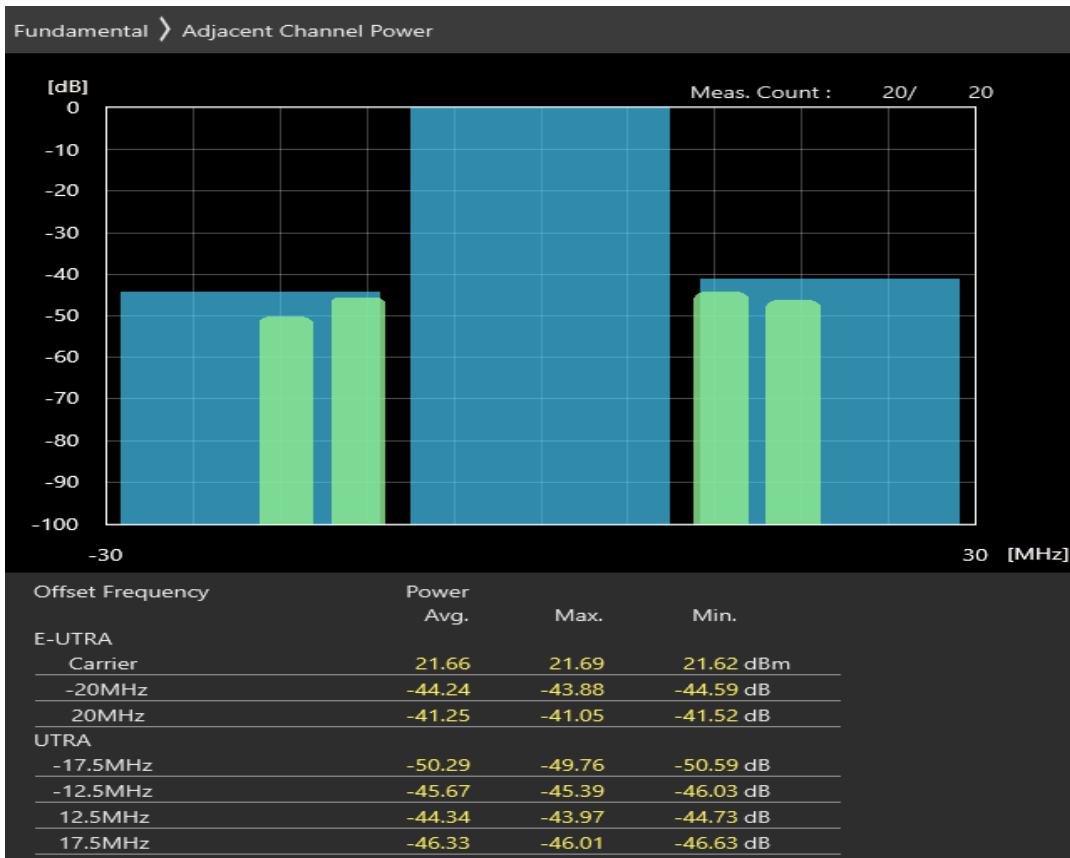 Fundamental 》 Adjacent Channel Power
[dB]
Meas. Count : 20/ 20
0
-10
-20
-30
-40
-50
-60
-70
-80
-90
-100
-30 30 [MHz]
Offset Frequency Power
Avg. Max. Min.
E-UTRA
Carrier 21.66 21.69 21.62 dBm
-20MHz -44.24 -43.88 -44.59 dB
20MHz -41.25 -41.05 -41.52 dB
UTRA
-17.5MHz -50.29 -49.76 -50.59 dB
-12.5MHz -45.67 -45.39 -46.03 dB
12.5MHz -44.34 -43.97 -44.73 dB
17.5MHz -46.33 -46.01 -46.63 dB